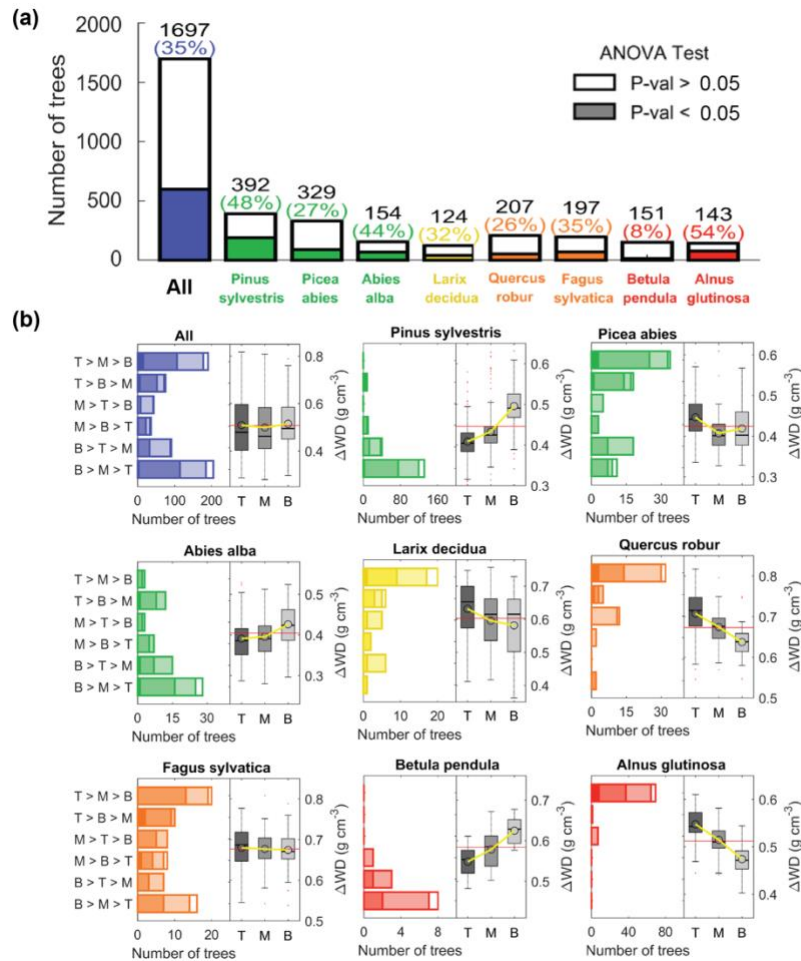 (a)
2000
1500
1000
500
0
Number of trees
1697
(35%)
392
(48%)
329
(27%)
154
(44%)
124
(32%)
207
(26%)
197
(35%)
151
(8%)
143
(54%)
ANOVA Test
P-val > 0.05
P-val < 0.05
All
Pinus sylvestris
Picea abies
Abies alba
Larix decidua
Quercus robur
Fagus sylvatica
Betula pendula
Alnus glutinosa
(b)
All
T > M > B
T > B > M
M > T > B
M > B > T
B > T > M
B > M > T
0 100 200
Number of trees
T M B
0.8
0.5
0.3
ΔWD (g cm-3)
Pinus sylvestris
0 80 160
Number of trees
T M B
0.6
0.5
0.4
0.3
ΔWD (g cm-3)
Picea abies
0 15 30
Number of trees
T M B
0.6
0.5
0.4
0.3
ΔWD (g cm-3)
Abies alba
T > M > B
T > B > M
M > T > B
M > B > T
B > T > M
B > M > T
0 15 30
Number of trees
T M B
0.5
0.4
0.3
ΔWD (g cm-3)
Larix decidua
0 10 20
Number of trees
T M B
0.7
0.6
0.5
0.4
ΔWD (g cm-3)
Quercus robur
0 15 30
Number of trees
T M B
0.8
0.7
0.6
0.5
ΔWD (g cm-3)
Fagus sylvatica
T > M > B
T > B > M
M > T > B
M > B > T
B > T > M
B > M > T
0 10 20
Number of trees
T M B
0.8
0.7
0.6
0.5
ΔWD (g cm-3)
Betula pendula
0 4 8
Number of trees
T M B
0.7
0.6
0.5
ΔWD (g cm-3)
Alnus glutinosa
0 40 80
Number of trees
T M B
0.6
0.5
0.4
ΔWD (g cm-3)